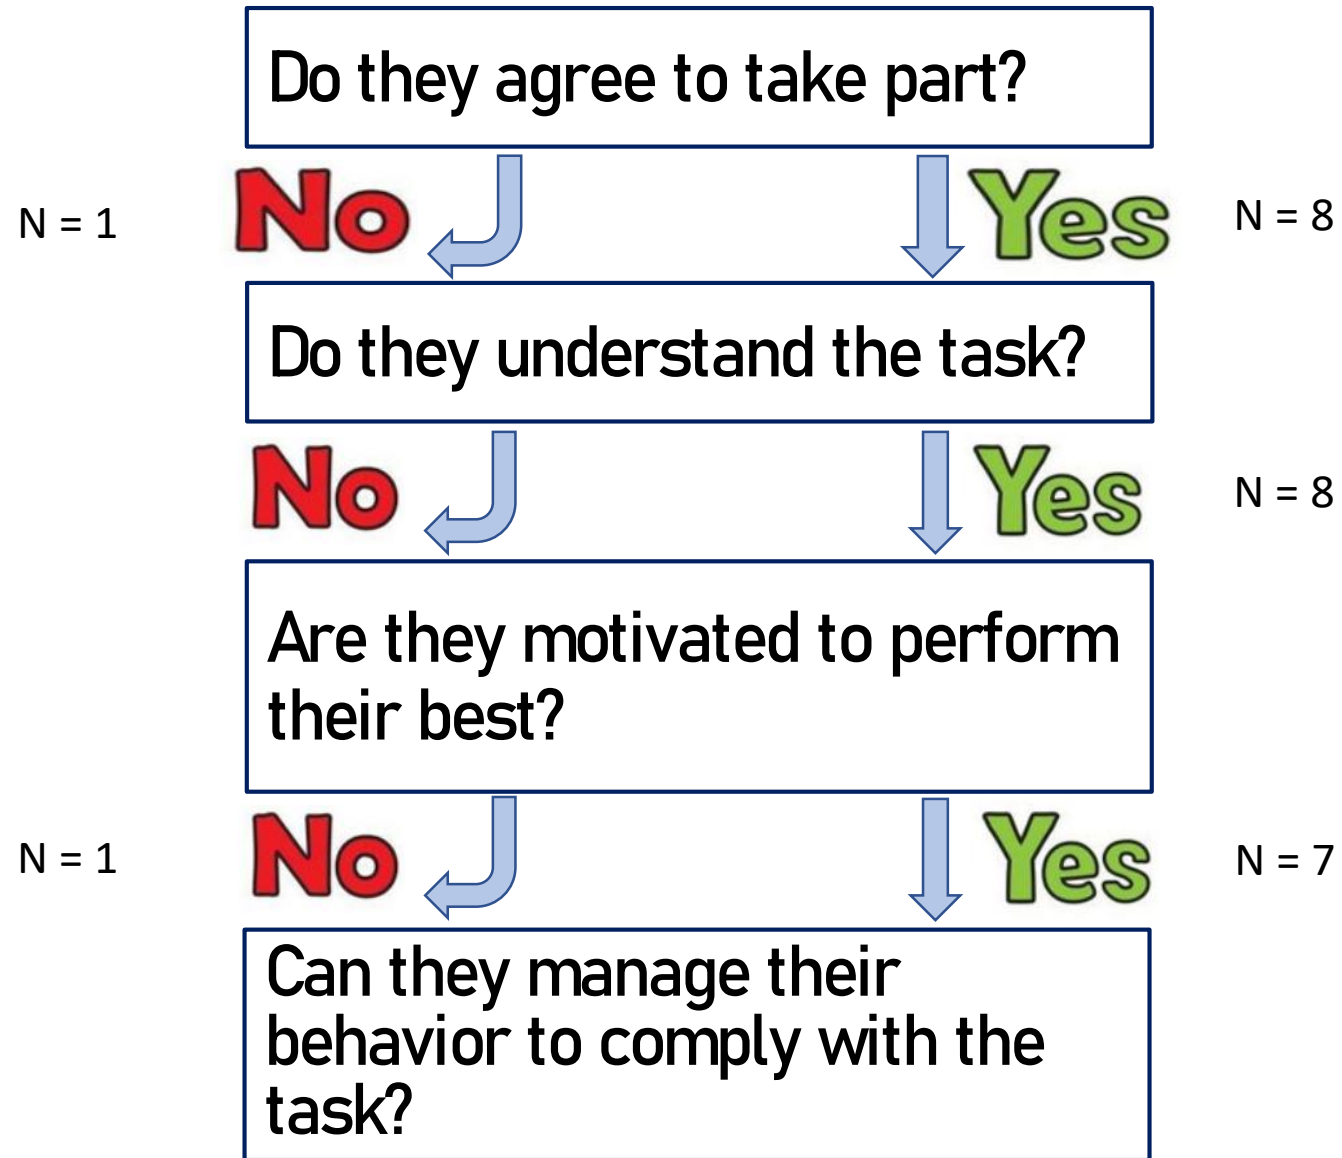 Do they agree to take part?
N = 1 No Yes N = 8
Do they understand the task?
No Yes N = 8
Are they motivated to perform
their best?
N = 1 No Yes N = 7
Can they manage their
behavior to comply with the
task?